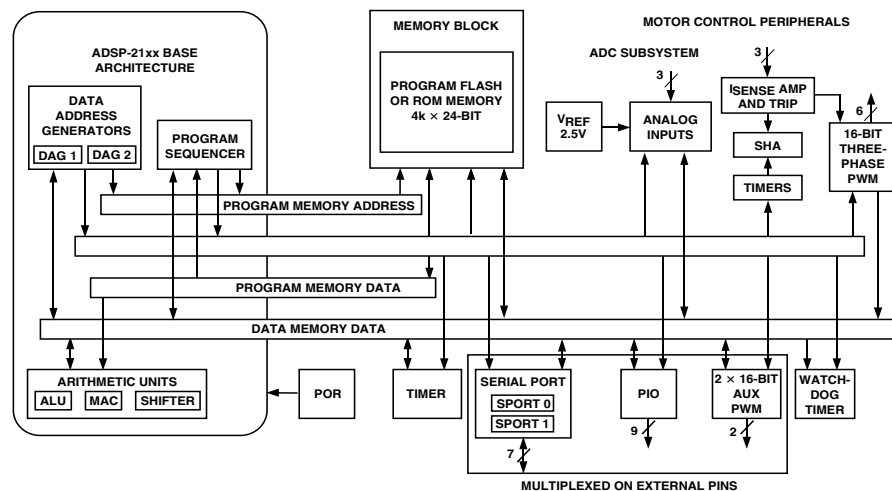 ADSP-21xx BASE
ARCHITECTURE
DATA
ADDRESS
GENERATORS
DAG 1
DAG 2
PROGRAM
SEQUENCER
MEMORY BLOCK
PROGRAM FLASH
OR ROM MEMORY
4k × 24-BIT
MOTOR CONTROL PERIPHERALS
ADC SUBSYSTEM
3
3
VREF
2.5V
ANALOG
INPUTS
ISENSE AMP
AND TRIP
SHA
TIMERS
6
16-BIT
THREE-
PHASE
PWM
PROGRAM MEMORY ADDRESS
PROGRAM MEMORY DATA
DATA MEMORY DATA
ARITHMETIC UNITS
ALU
MAC
SHIFTER
POR
TIMER
SERIAL PORT
SPORT 0
SPORT 1
7
PIO
9
2 × 16-BIT
AUX
PWM
2
WATCH-
DOG
TIMER
MULTIPLEXED ON EXTERNAL PINS